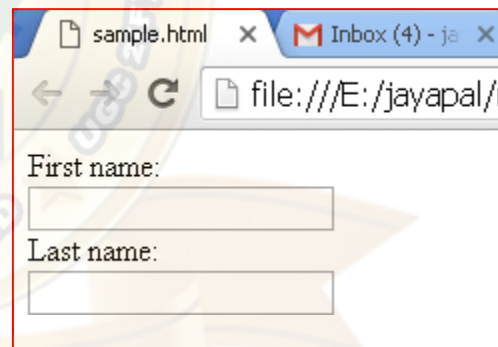 sample.html Inbox (4) - ja
file:///E:/jayapal/
First name:
Last name: